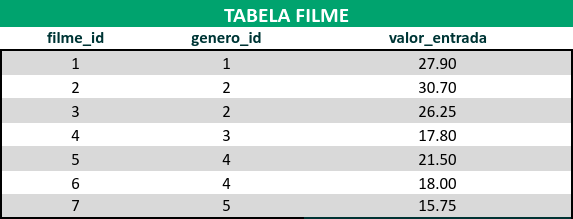 TABELA FILME
filme_id genero_id valor_entrada
1 1 27.90
2 2 30.70
3 2 26.25
4 3 17.80
5 4 21.50
6 4 18.00
7 5 15.75